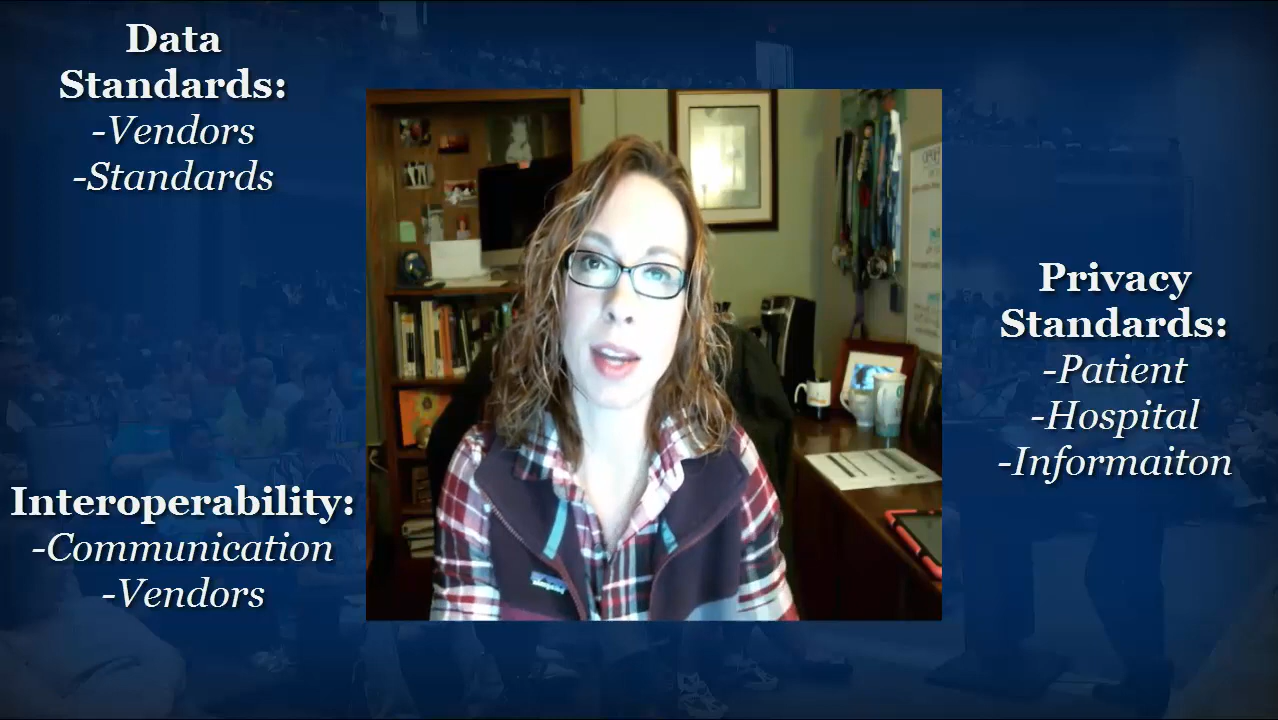 Data
Standards:
-Vendors
-Standards
Interoperability:
-Communication
-Vendors
Privacy
Standards:
-Patient
-Hospital
-Informaiton